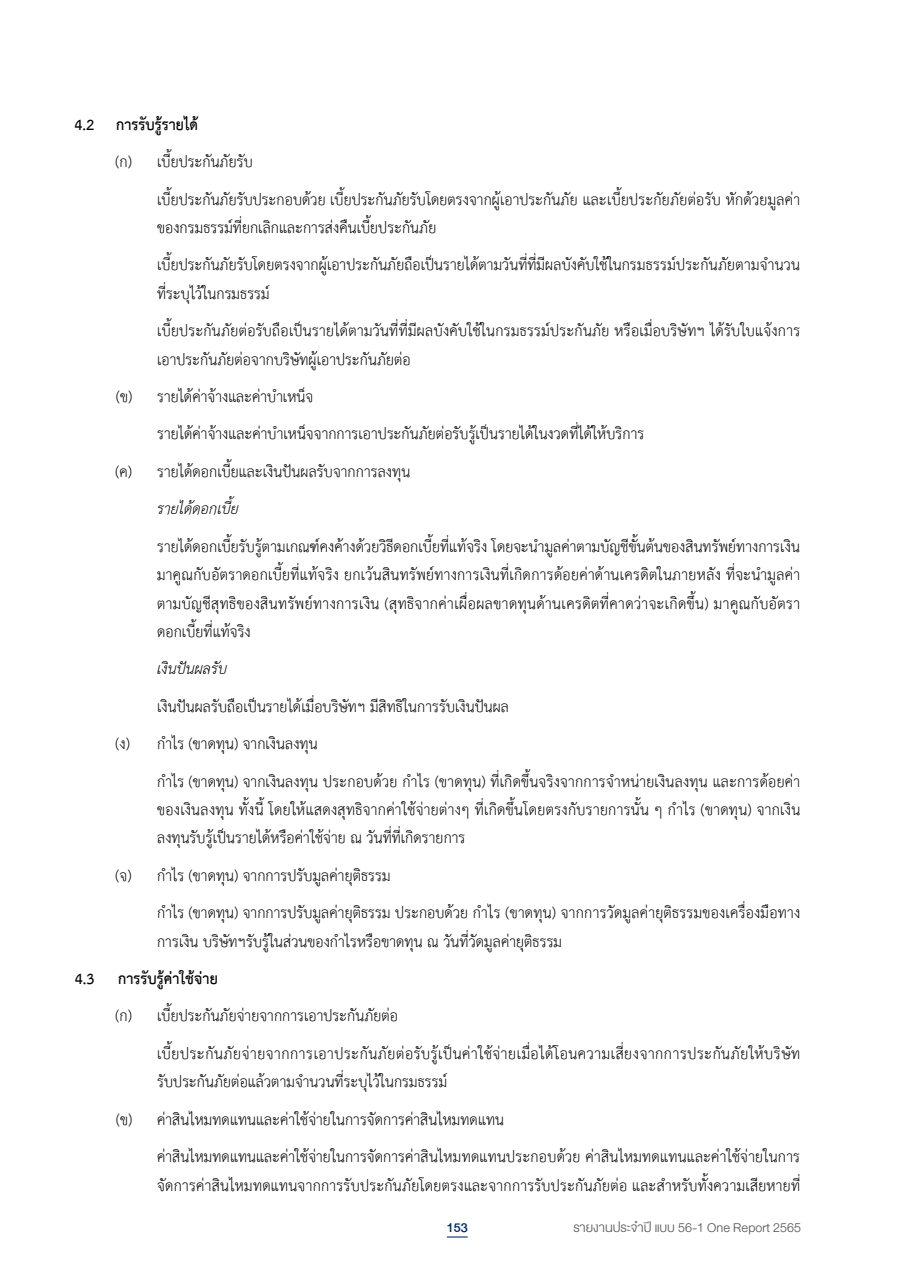 4.2 การรับรู้รายได้
(ก) เบี้ยประกันภัยรับ
เบี้ยประกันภัยรับประกอบด้วย เบี้ยประกันภัยรับโดยตรงจากผู้เอาประกันภัย และเบี้ยประกัยภัยต่อรับ หักด้วยมูลค่า
ของกรมธรรม์ที่ยกเลิกและการส่งคืนเบี้ยประกันภัย
เบี้ยประกันภัยรับโดยตรงจากผู้เอาประกันภัยถือเป็นรายได้ตามวันที่ที่มีผลบังคับใช้ในกรมธรรม์ประกันภัยตามจำนวน
ที่ระบุไว้ในกรมธรรม์
เบี้ยประกันภัยต่อรับถือเป็นรายได้ตามวันที่ที่มีผลบังคับใช้ในกรมธรรม์ประกันภัย หรือเมื่อบริษัทฯ ได้รับใบแจ้งการ
เอาประกันภัยต่อจากบริษัทผู้เอาประกันภัยต่อ
(ข) รายได้ค่าจ้างและค่าบำเหน็จ
รายได้ค่าจ้างและค่าบำเหน็จจากการเอาประกันภัยต่อรับรู้เป็นรายได้ในงวดที่ได้ให้บริการ
(ค) รายได้ดอกเบี้ยและเงินปันผลรับจากการลงทุน
รายได้ดอกเบี้ย
รายได้ดอกเบี้ยรับรู้ตามเกณฑ์คงค้างด้วยวิธีดอกเบี้ยที่แท้จริง โดยจะนำมูลค่าตามบัญชีขั้นต้นของสินทรัพย์ทางการเงิน
มาคูณกับอัตราดอกเบี้ยที่แท้จริง ยกเว้นสินทรัพย์ทางการเงินที่เกิดการด้อยค่าด้านเครดิตในภายหลัง ที่จะนำมูลค่า
ตามบัญชีสุทธิของสินทรัพย์ทางการเงิน (สุทธิจากค่าเผื่อผลขาดทุนด้านเครดิตที่คาดว่าจะเกิดขึ้น) มาคูณกับอัตรา
ดอกเบี้ยที่แท้จริง
เงินปันผลรับ
เงินปันผลรับถือเป็นรายได้เมื่อบริษัทฯ มีสิทธิในการรับเงินปันผล
(ง) กำไร (ขาดทุน) จากเงินลงทุน
กำไร (ขาดทุน) จากเงินลงทุน ประกอบด้วย กำไร (ขาดทุน) ที่เกิดขึ้นจริงจากการจำหน่ายเงินลงทุน และการด้อยค่า
ของเงินลงทุน ทั้งนี้ โดยให้แสดงสุทธิจากค่าใช้จ่ายต่างๆ ที่เกิดขึ้นโดยตรงกับรายการนั้น ๆ กำไร (ขาดทุน) จากเงิน
ลงทุนรับรู้เป็นรายได้หรือค่าใช้จ่าย ณ วันที่ที่เกิดรายการ
(จ) กำไร (ขาดทุน) จากการปรับมูลค่ายุติธรรม
กำไร (ขาดทุน) จากการปรับมูลค่ายุติธรรม ประกอบด้วย กำไร (ขาดทุน) จากการวัดมูลค่ายุติธรรมของเครื่องมือทาง
การเงิน บริษัทฯรับรู้ในส่วนของกำไรหรือขาดทุน ณ วันที่วัดมูลค่ายุติธรรม
4.3 การรับรู้ค่าใช้จ่าย
(ก) เบี้ยประกันภัยจ่ายจากการเอาประกันภัยต่อ
เบี้ยประกันภัยจ่ายจากการเอาประกันภัยต่อรับรู้เป็นค่าใช้จ่ายเมื่อได้โอนความเสี่ยงจากการประกันภัยให้บริษัท
รับประกันภัยต่อแล้วตามจำนวนที่ระบุไว้ในกรมธรรม์
(ข) ค่าสินไหมทดแทนและค่าใช้จ่ายในการจัดการค่าสินไหมทดแทน
ค่าสินไหมทดแทนและค่าใช้จ่ายในการจัดการค่าสินไหมทดแทนประกอบด้วย ค่าสินไหมทดแทนและค่าใช้จ่ายในการ
จัดการค่าสินไหมทดแทนจากการรับประกันภัยโดยตรงและจากการรับประกันภัยต่อ และสำหรับทั้งความเสียหายที่
153 รายงานประจำปี แบบ 56-1 One Report 2565